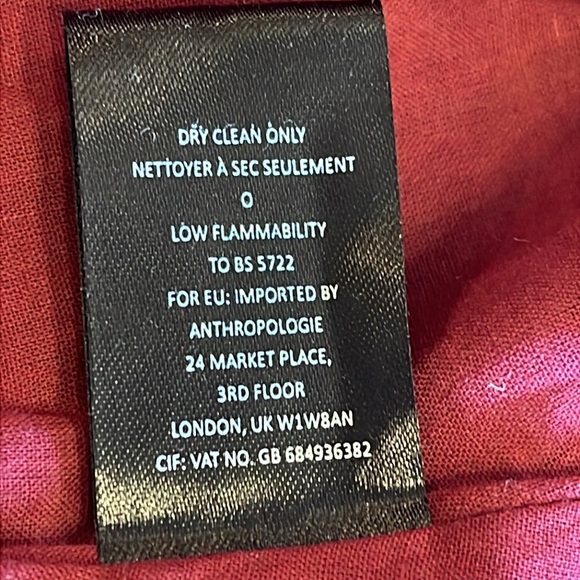 DRY CLEAN ONLY
NETTOYER À SEC SEULEMENT
O
LOW FLAMMABILITY
TO BS 5722
FOR EU: IMPORTED BY
ANTHROPOLOGIE
24 MARKET PLACE,
3RD FLOOR
LONDON, UK W1W8AN
CIF: VAT NO. GB 684936382